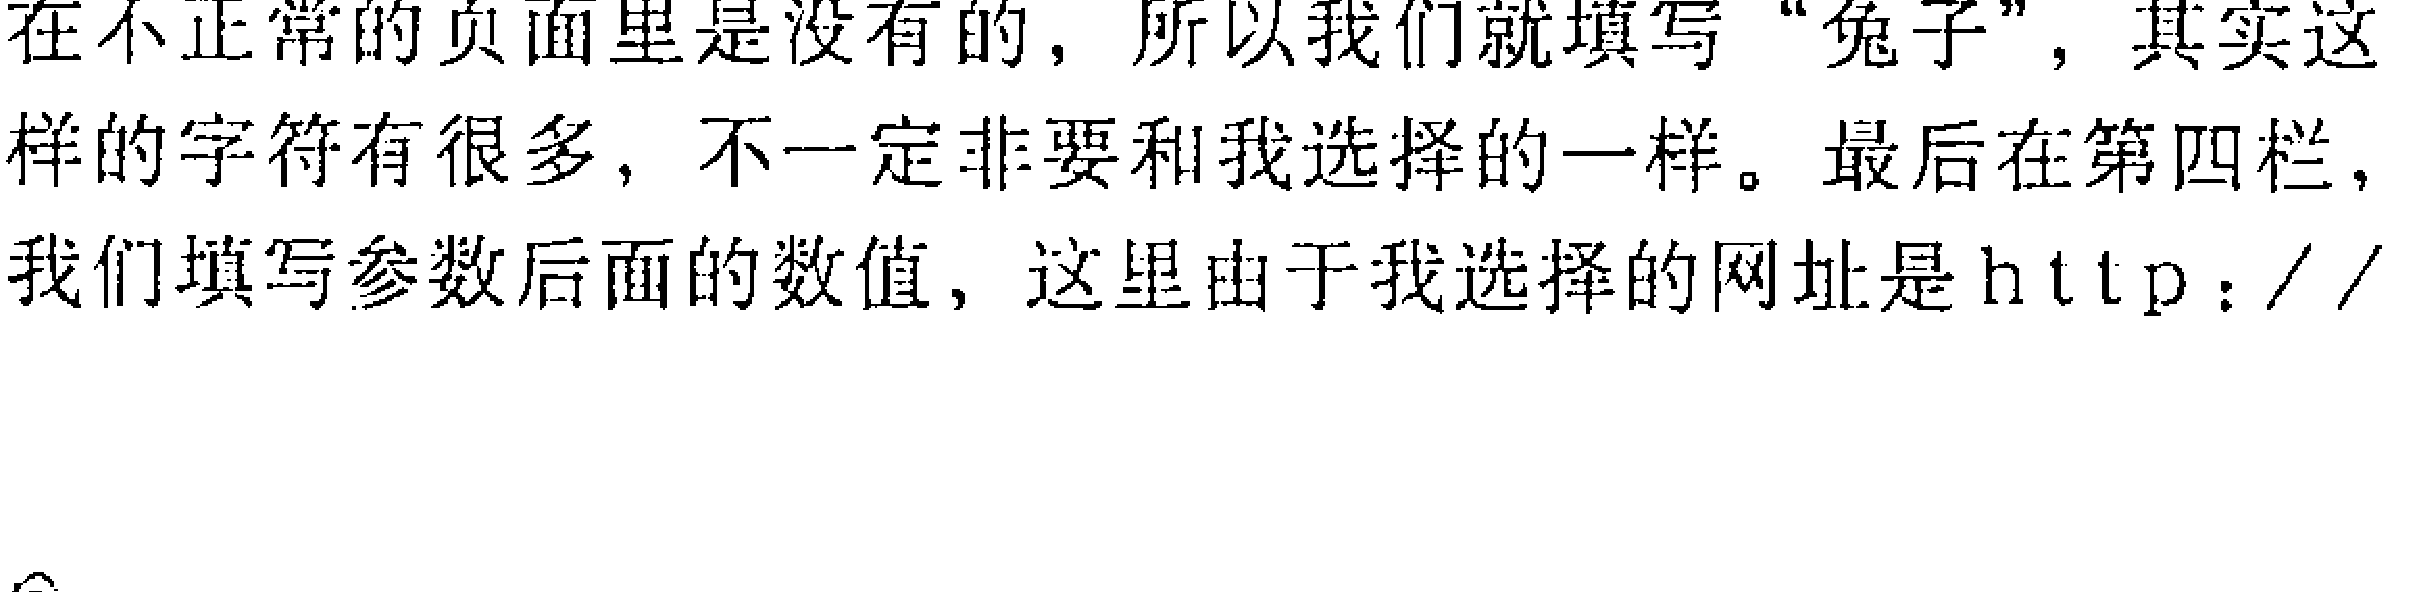 在不正常的页面里是没有的，所以我们就填写“兔子”，其实这
样的字符有很多，不一定非要和我选择的一样。最后在第四栏，
我们填写参数后面的数值，这里由于我选择的网址是http：//